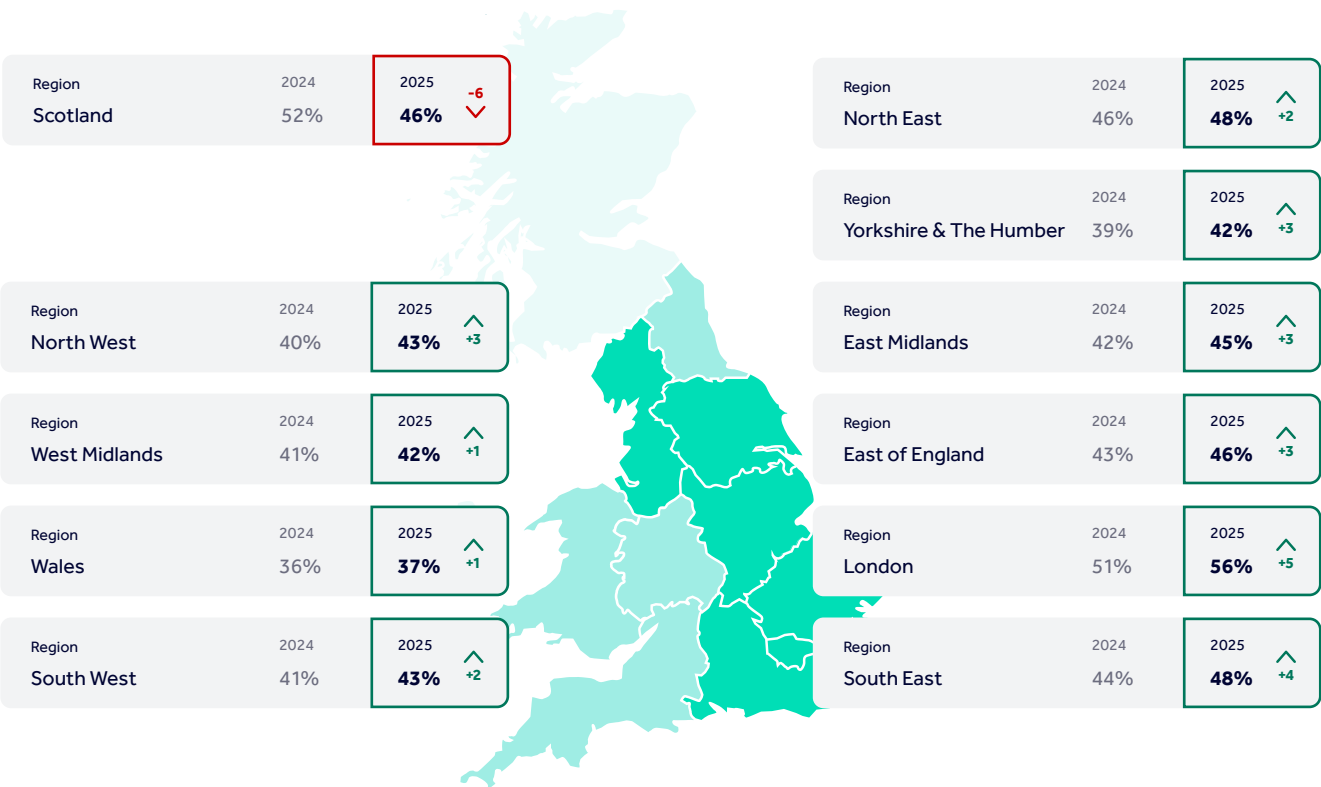 Region 2024 2025
Scotland 52% 46% -6
Region 2024 2025
North West 40% 43% +3
Region 2024 2025
West Midlands 41% 42% +1
Region 2024 2025
Wales 36% 37% +1
Region 2024 2025
South West 41% 43% +2
Region 2024 2025
North East 46% 48% +2
Region 2024 2025
Yorkshire & The Humber 39% 42% +3
Region 2024 2025
East Midlands 42% 45% +3
Region 2024 2025
East of England 43% 46% +3
Region 2024 2025
London 51% 56% +5
Region 2024 2025
South East 44% 48% +4